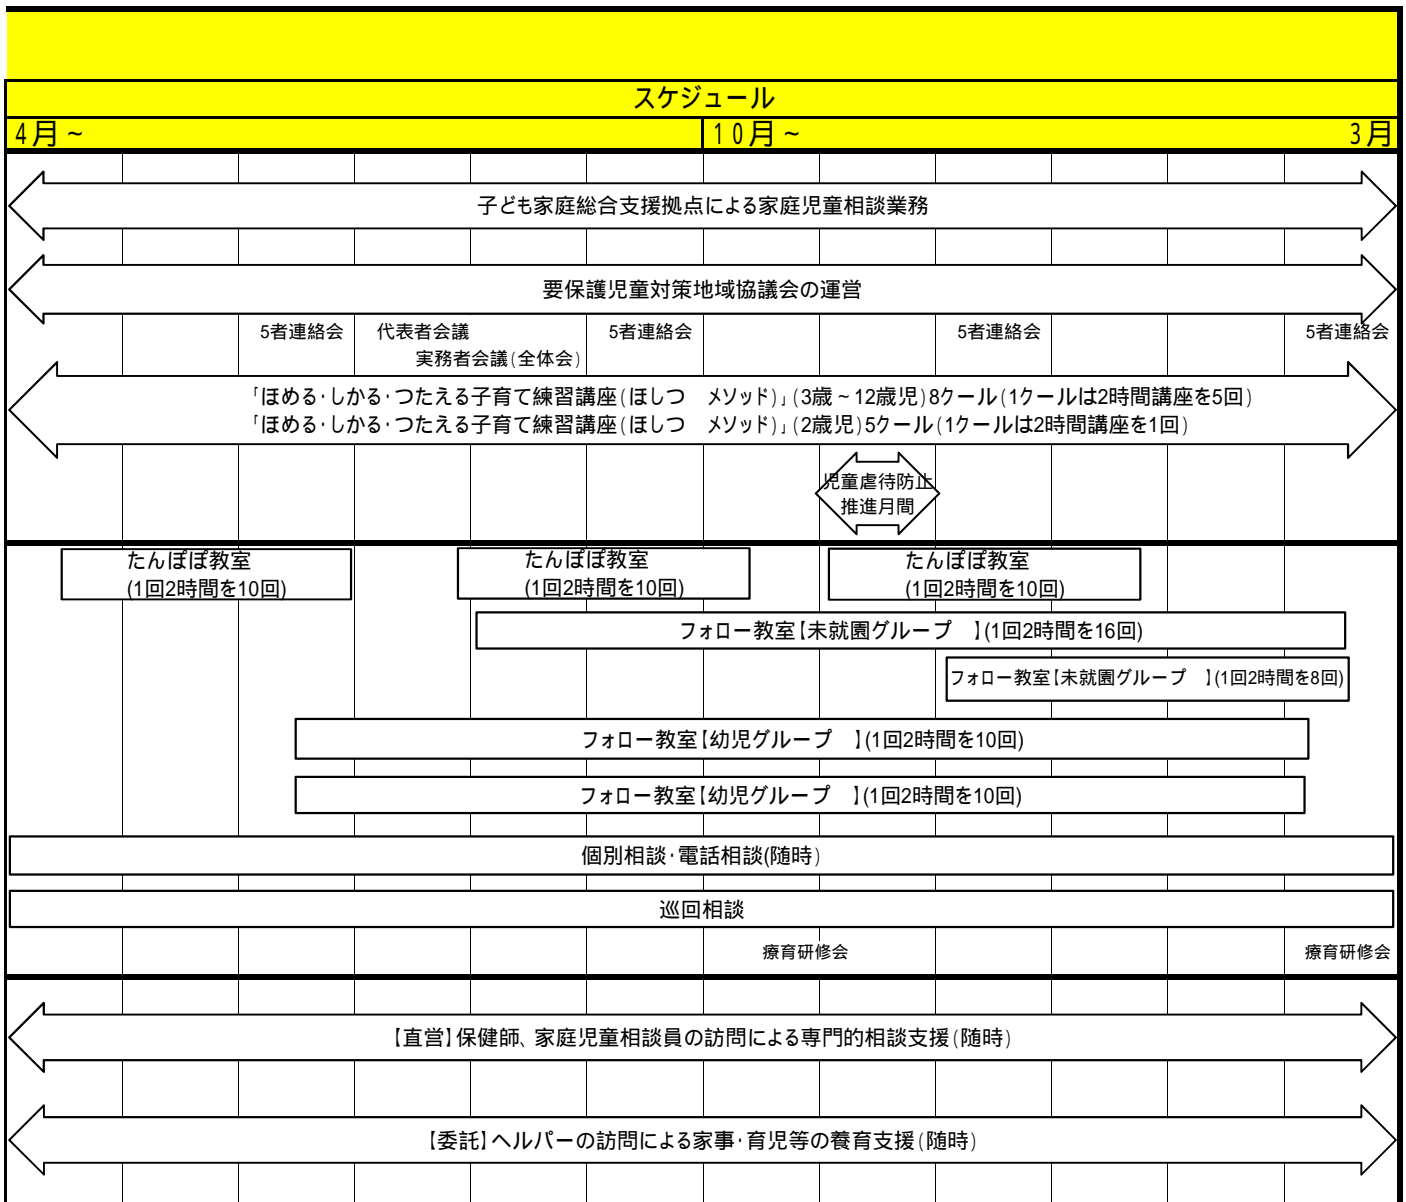 スケジュール
4月～
10月～
3月
子ども家庭総合支援拠点による家庭児童相談業務
要保護児童対策地域協議会の運営
5者連絡会
代表者会議
5者連絡会
5者連絡会
5者連絡会
実務者会議(全体会)
「ほめる・しかる・つたえる子育て練習講座(ほしつ　メソッド)」(3歳～12歳児)8クール(1クールは2時間講座を5回)
「ほめる・しかる・つたえる子育て練習講座(ほしつ　メソッド)」(2歳児)5クール(1クールは2時間講座を1回)
児童虐待防止
推進月間
たんぽぽ教室
(1回2時間を10回)
たんぽぽ教室
(1回2時間を10回)
たんぽぽ教室
(1回2時間を10回)
フォロー教室【未就園グループ　】(1回2時間を16回)
フォロー教室【未就園グループ　】(1回2時間を8回)
フォロー教室【幼児グループ　】(1回2時間を10回)
フォロー教室【幼児グループ　】(1回2時間を10回)
個別相談・電話相談(随時)
巡回相談
療育研修会
療育研修会
【直営】保健師、家庭児童相談員の訪問による専門的相談支援(随時)
【委託】ヘルパーの訪問による家事・育児等の養育支援(随時)